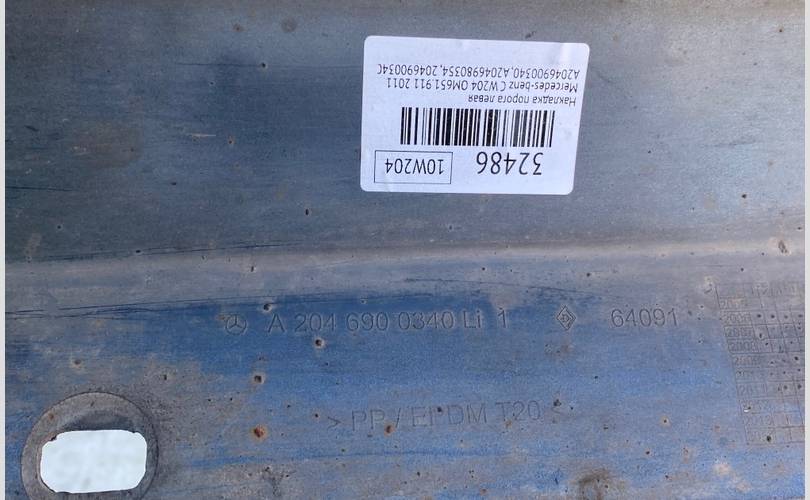 32486
10W204
Накладка порога левая
Mercedes-benz C W204 OM651.911 2011
A2046900340, A2046980354, 204690034C
A 204 690 0340 Li 1
64091
> PP / EPDM T20 <